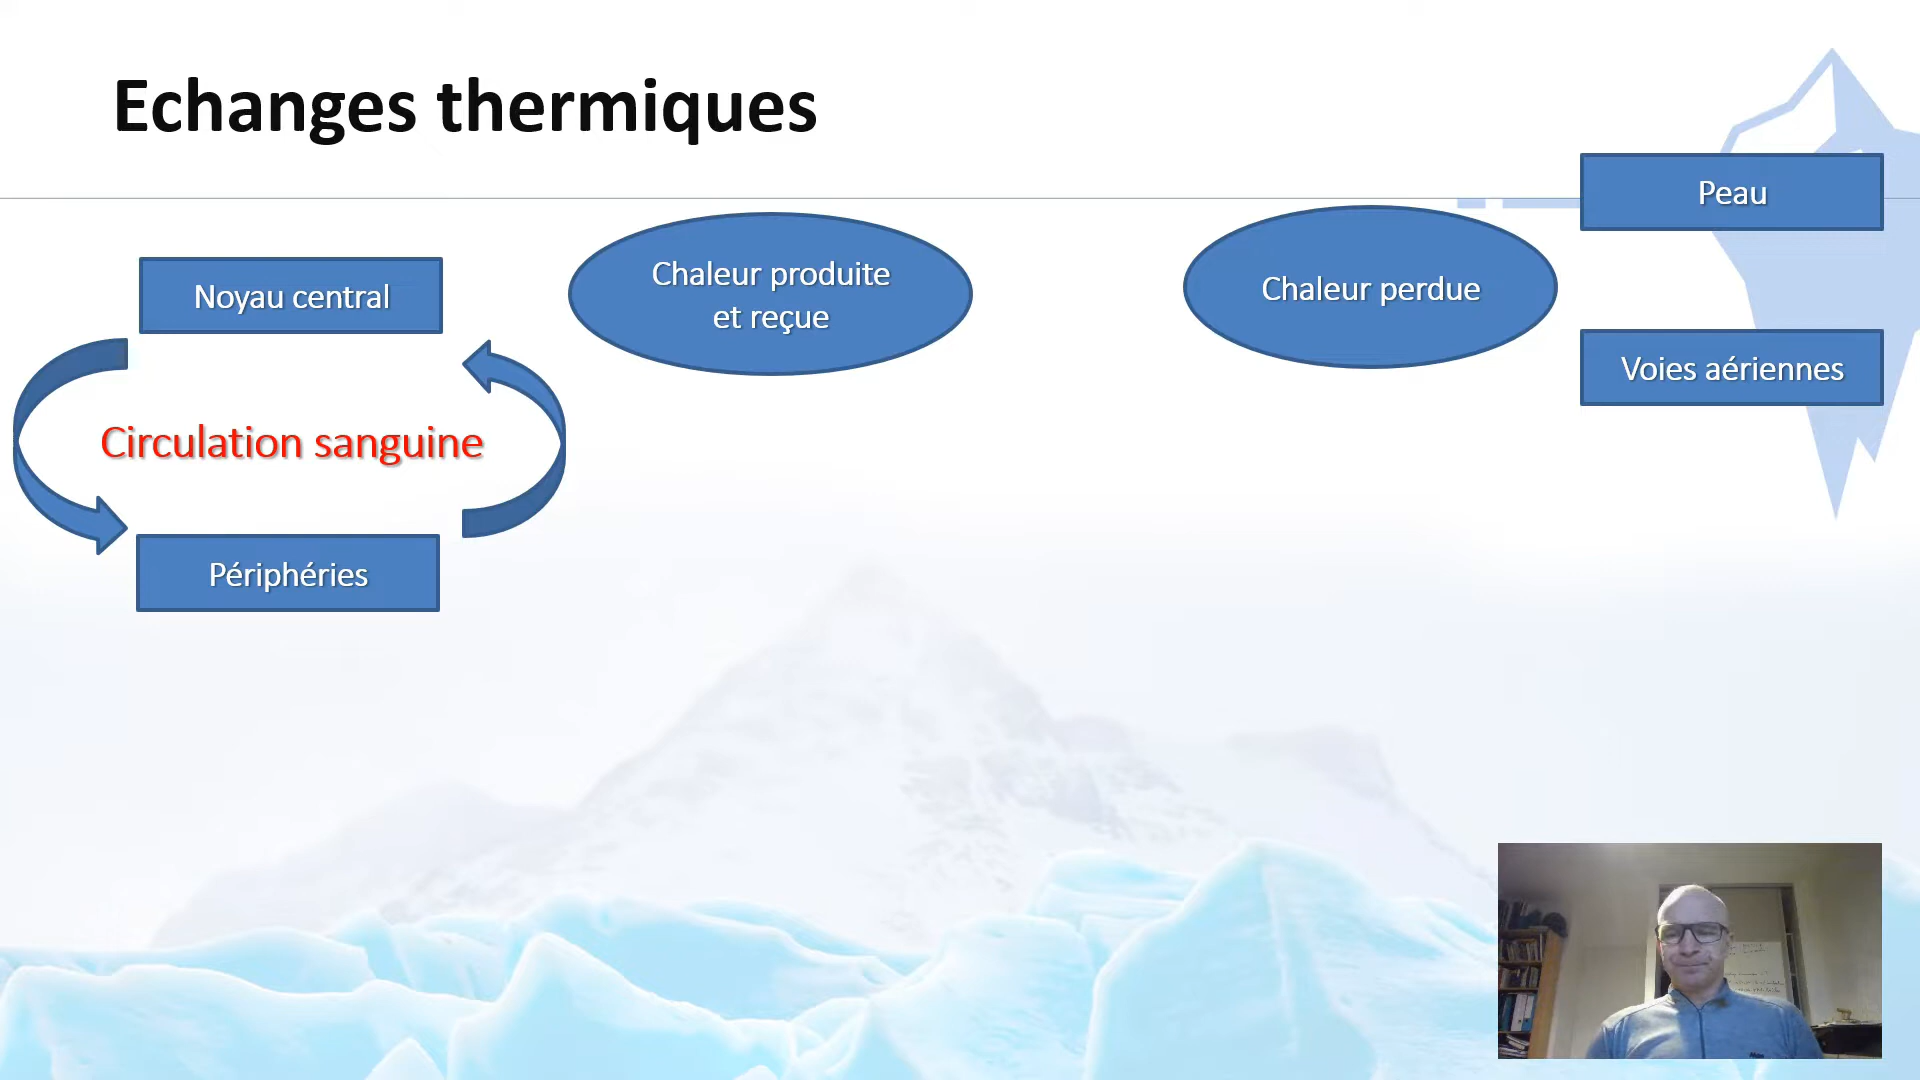 Echanges thermiques
Peau
Noyau central
Chaleur produite
et reçue
Chaleur perdue
Voies aériennes
Circulation sanguine
Périphéries